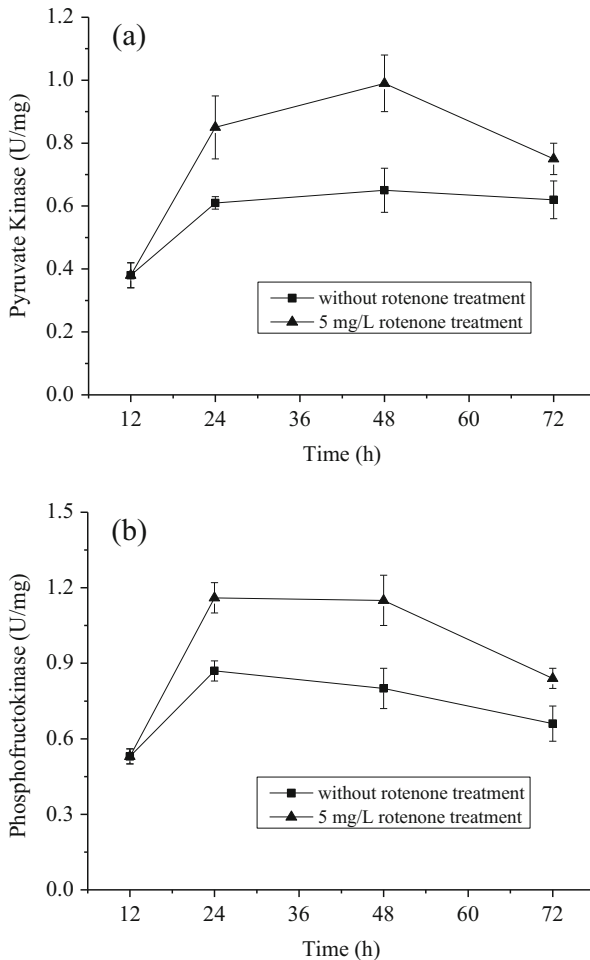 (a)
Pyruvate Kinase (U/mg)
1.2
1.0
0.8
0.6
0.4
0.2
0.0
without rotenone treatment
5 mg/L rotenone treatment
12 24 36 48 60 72
Time (h)
(b)
Phosphofructokinase (U/mg)
1.5
1.2
0.9
0.6
0.3
0.0
without rotenone treatment
5 mg/L rotenone treatment
12 24 36 48 60 72
Time (h)